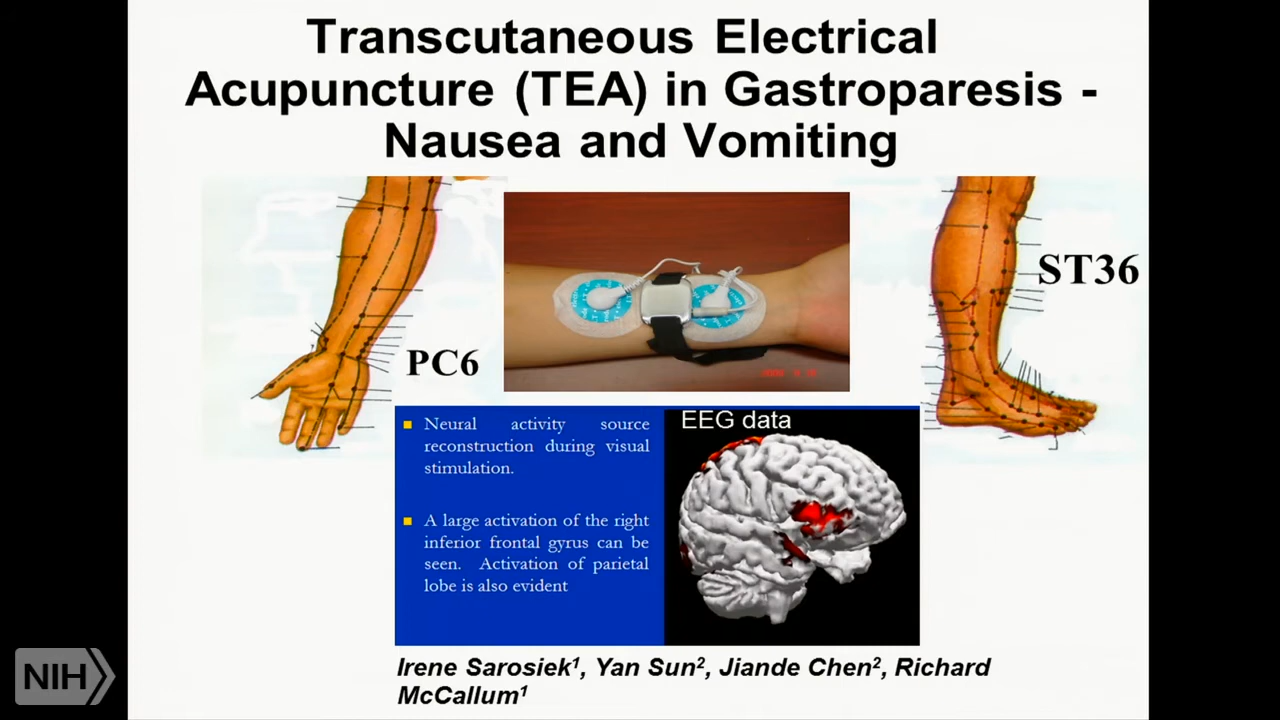 Transcutaneous Electrical
Acupuncture (TEA) in Gastroparesis -
Nausea and Vomiting
PC6
ST36
Neural activity source
reconstruction during visual
stimulation.
A large activation of the right
inferior frontal gyrus can be
seen. Activation of parietal
lobe is also evident
EEG data
Irene Sarosiek¹, Yan Sun², Jiande Chen², Richard
McCallum¹
NIH